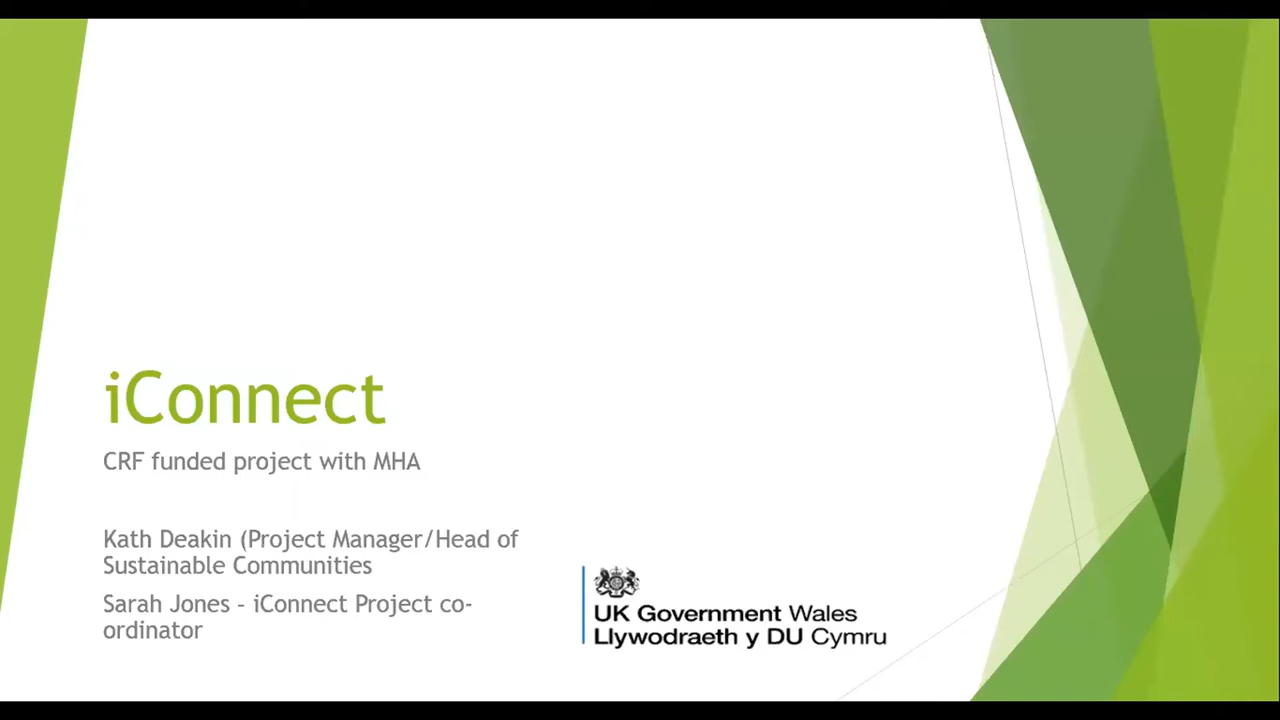 iConnect
CRF funded project with MHA
Kath Deakin (Project Manager/Head of
Sustainable Communities
Sarah Jones – iConnect Project co-
ordinator
UK Government Wales
Llywodraeth y DU Cymru